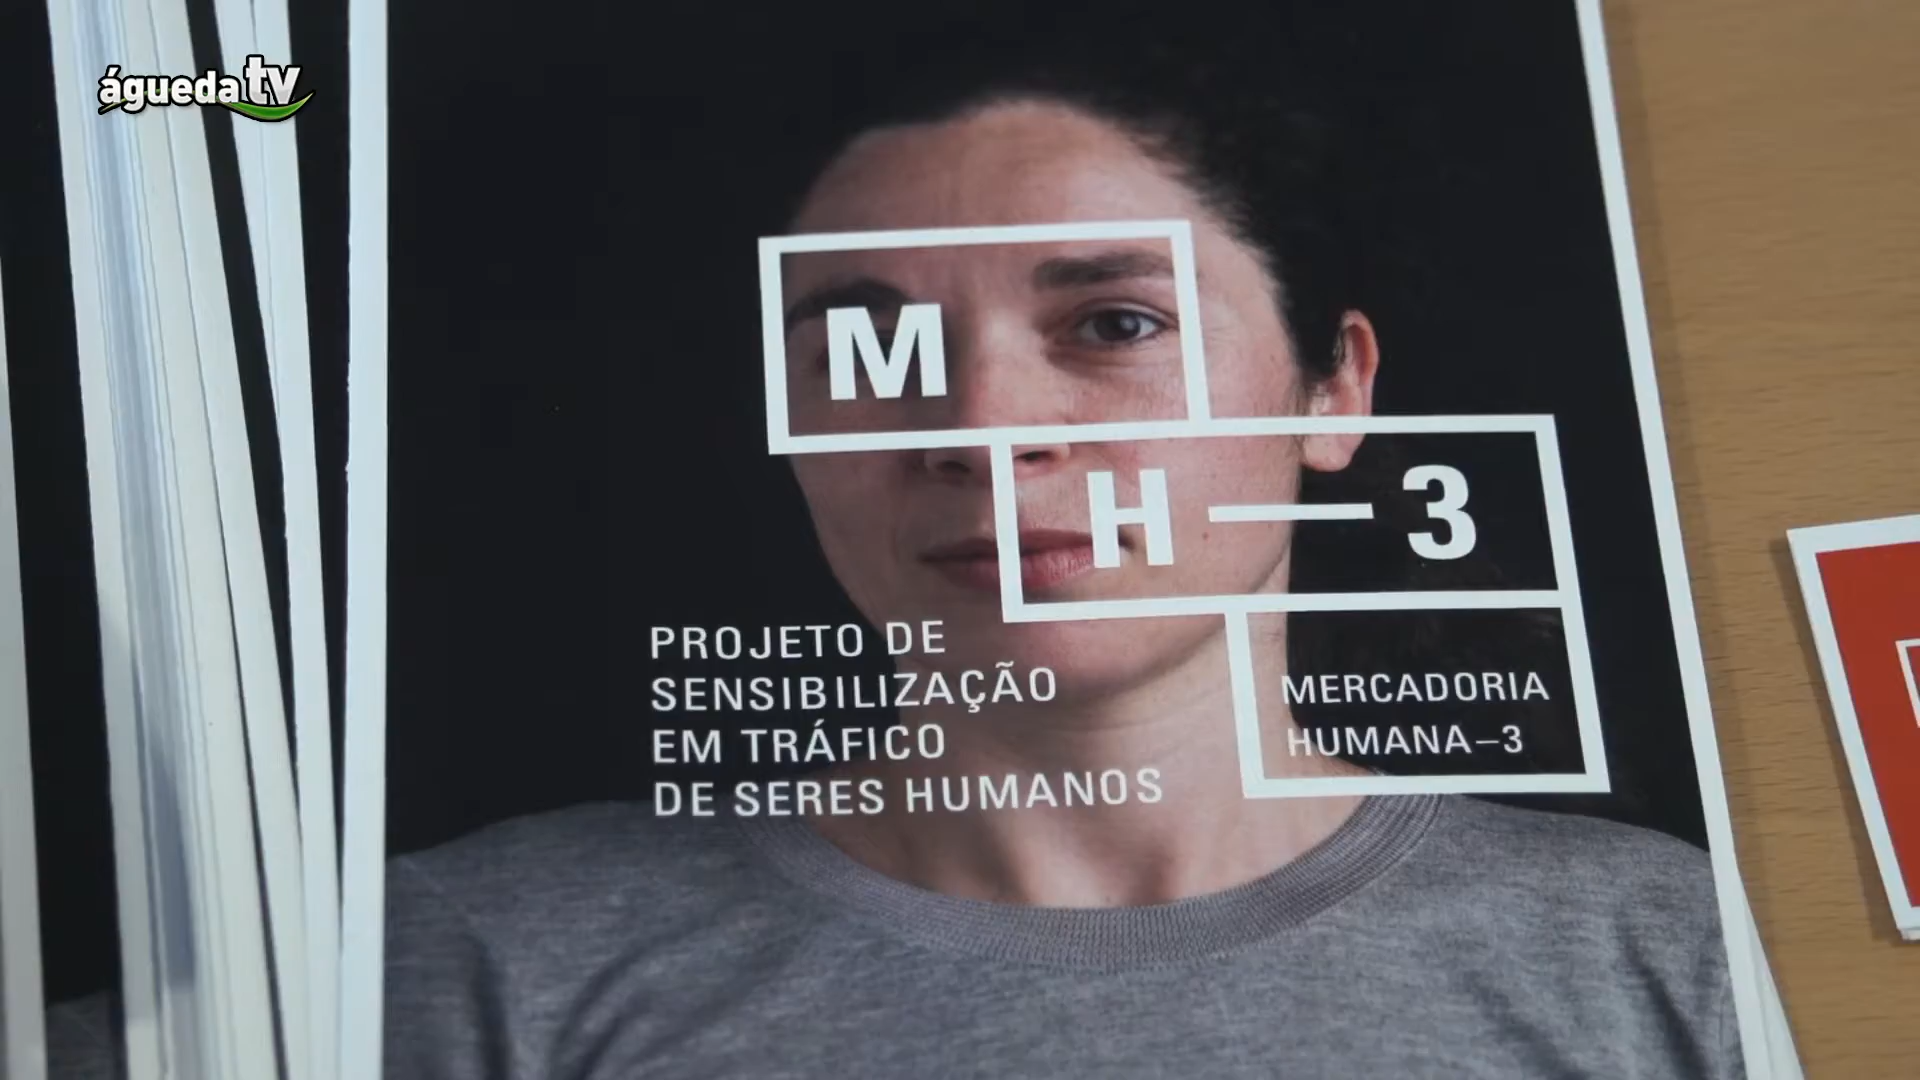 águedatv
M
H — 3
PROJETO DE
SENSIBILIZAÇÃO
EM TRÁFICO
DE SERES HUMANOS
MERCADORIA
HUMANA–3